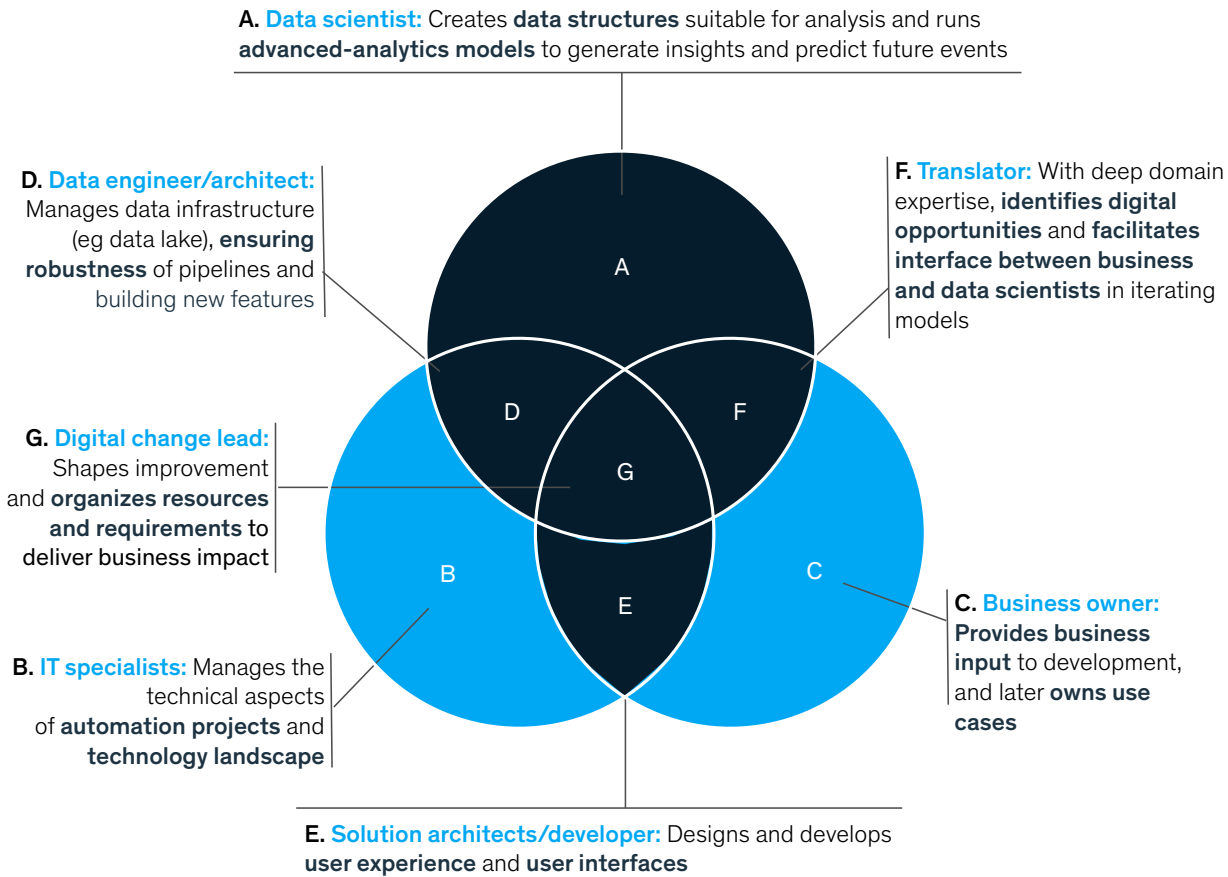 A. Data scientist: Creates data structures suitable for analysis and runs
advanced-analytics models to generate insights and predict future events
D. Data engineer/architect:
Manages data infrastructure
(eg data lake), ensuring
robustness of pipelines and
building new features
F. Translator: With deep domain
expertise, identifies digital
opportunities and facilitates
interface between business
and data scientists in iterating
models
A
D
F
G
G. Digital change lead:
Shapes improvement
and organizes resources
and requirements to
deliver business impact
B
C
E
C. Business owner:
Provides business
input to development,
and later owns use
cases
B. IT specialists: Manages the
technical aspects
of automation projects and
technology landscape
E. Solution architects/developer: Designs and develops
user experience and user interfaces